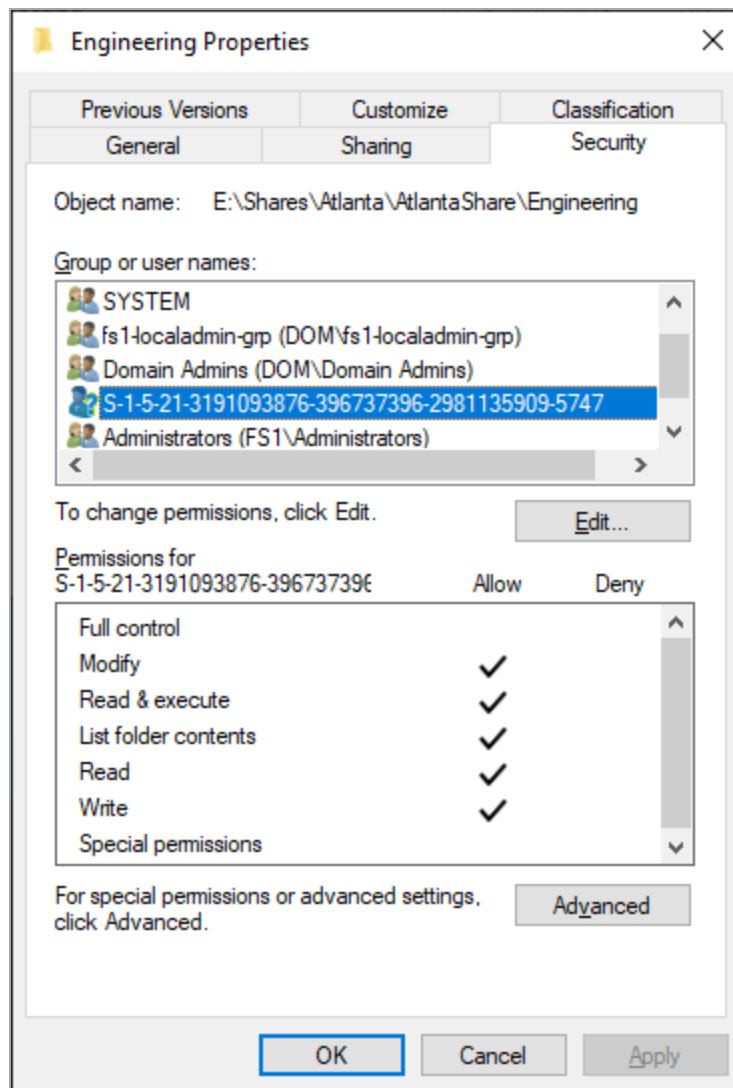 Engineering Properties
Previous Versions Customize Classification
General Sharing Security
Object name: E:\Shares\Atlanta\AtlantaShare\Engineering
Group or user names:
SYSTEM
fs1-localadmin-grp (DOM\fs1-localadmin-grp)
Domain Admins (DOM\Domain Admins)
S-1-5-21-3191093876-396737396-2981135909-5747
Administrators (FS1\Administrators)
To change permissions, click Edit.
Edit...
Permissions for
S-1-5-21-3191093876-396737396 Allow Deny
Full control
Modify
Read & execute
List folder contents
Read
Write
Special permissions
For special permissions or advanced settings,
click Advanced.
Advanced
OK Cancel Apply